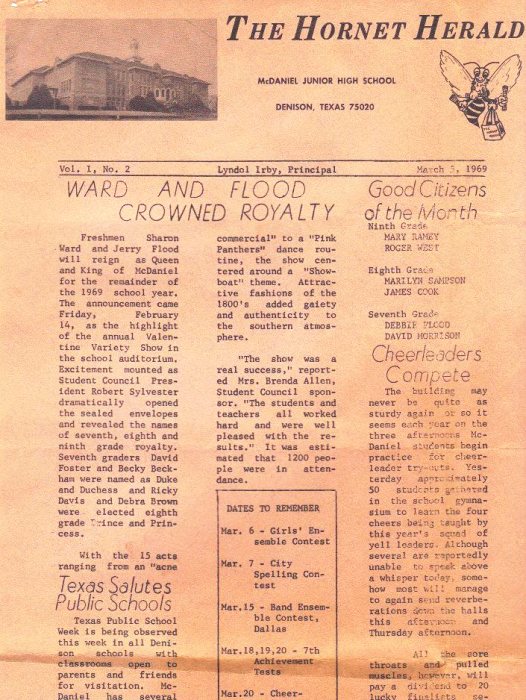 THE HORNET HERALD
McDANIEL JUNIOR HIGH SCHOOL
DENISON, TEXAS 75020
Vol. I, No. 2 Lyndol Irby, Principal March 5, 1969
WARD AND FLOOD
CROWNED ROYALTY
Freshmen Sharon
Ward and Jerry Flood
will reign as Queen
and King of McDaniel
for the remainder of
the 1969 school year.
The announcement came
Friday, February
14, as the highlight
of the annual Valen-
tine Variety Show in
the school auditorium.
Excitement mounted as
Student Council Pres-
ident Robert Sylvester
dramatically opened
the sealed envelopes
and revealed the names
of seventh, eighth and
ninth grade royalty.
Seventh graders David
Foster and Becky Beck-
ham were named as Duke
and Duchess and Ricky
Davis and Debra Brown
were elected eighth
grade Prince and Prin-
cess.
With the 15 acts
ranging from an "acne
Texas Salutes
Public Schools
Texas Public School
Week is being observed
this week in all Deni-
son schools with
classrooms open to
parents and friends
for visitation. Mc-
Daniel has several
commercial" to a "Pink
Panthers" dance rou-
tine, the show cen-
tered around a "Show-
boat" theme. Attrac-
tive fashions of the
1800's added gaiety
and authenticity to
the southern atmos-
phere.
"The show was a
real success," report-
ed Mrs. Brenda Allen,
Student Council spon-
sor. "The students and
teachers all worked
hard and were well
pleased with the re-
sults." It was esti-
mated that 1200 peo-
ple were in atten-
dance.
DATES TO REMEMBER
Mar. 6 - Girls' En-
semble Contest
Mar. 7 - City
Spelling Con-
test
Mar.15 - Band Ensem-
ble Contest,
Dallas
Mar.18,19,20 - 7th
Achievement
Tests
Mar.20 - Cheer-
Good Citizens
of the Month
Ninth Grade
MARY RAMEY
ROGER WEST
Eighth Grade
MARILYN SAMPSON
JAMES COOK
Seventh Grade
DEBBIE FLOOD
DAVID MORRISON
Cheerleaders
Compete
The building may
never be quite as
sturdy again or so it
seems each year on the
three afternoons Mc-
Daniel students begin
practice for cheer-
leader try-outs. Yes-
terday approximately
50 students gathered
in the school gymna-
sium to learn the four
cheers being taught by
this year's squad of
yell leaders. Although
several are reportedly
unable to speak above
a whisper today, some-
how most will manage
to again send reverbe-
rations down the halls
this afternoon and
Thursday afternoon.
All the sore
throats and pulled
muscles, however, will
pay a dividend to 20
lucky finalists se-